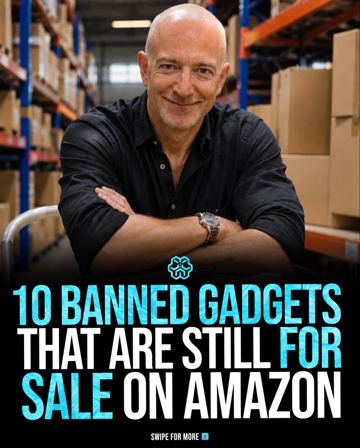 10 BANNED GADGETS
THAT ARE STILL FOR
SALE ON AMAZON
SWIPE FOR MORE